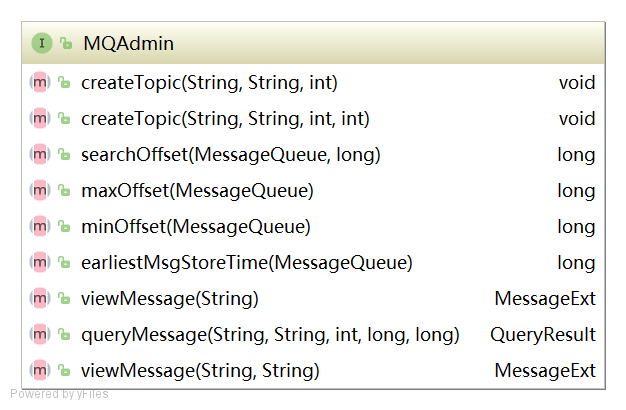 I MQAdmin
m createTopic(String, String, int) void
m createTopic(String, String, int, int) void
m searchOffset(MessageQueue, long) long
m maxOffset(MessageQueue) long
m minOffset(MessageQueue) long
m earliestMsgStoreTime(MessageQueue) long
m viewMessage(String) MessageExt
m queryMessage(String, String, int, long, long) QueryResult
m viewMessage(String, String) MessageExt
Powered by yFiles